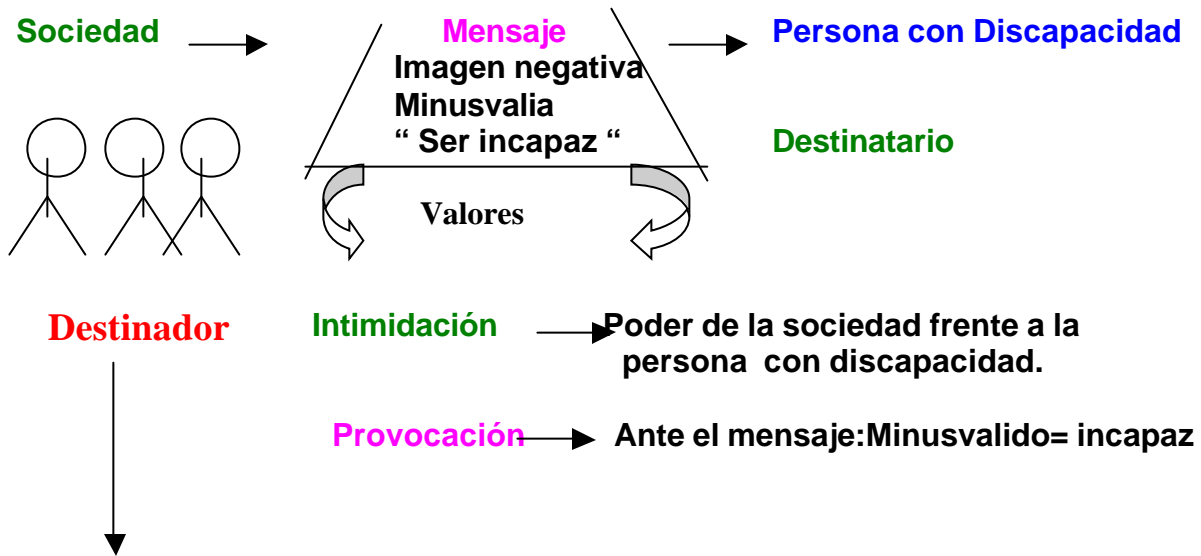 Sociedad
Mensaje
Persona con Discapacidad
Imagen negativa
Minusvalia
“ Ser incapaz “
Destinatario
Valores
Destinador
Intimidación
Poder de la sociedad frente a la
persona con discapacidad.
Provocación
Ante el mensaje:Minusvalido= incapaz